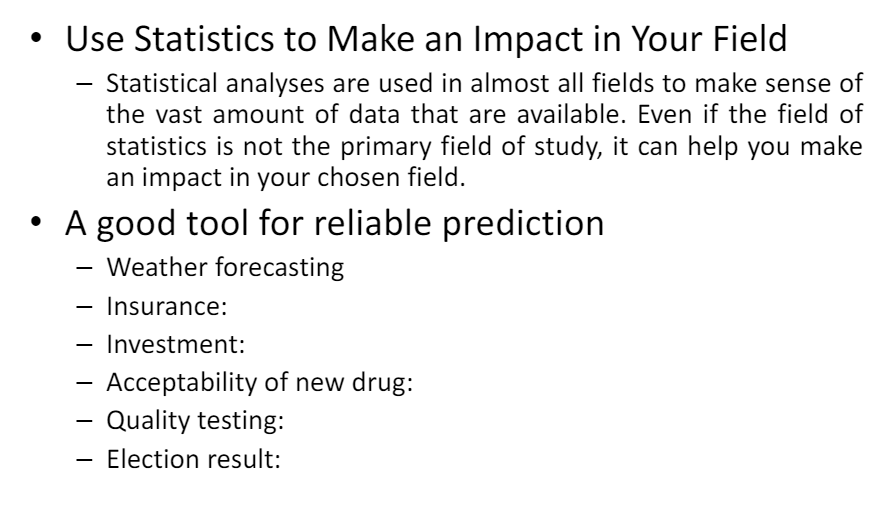 • Use Statistics to Make an Impact in Your Field
– Statistical analyses are used in almost all fields to make sense of
the vast amount of data that are available. Even if the field of
statistics is not the primary field of study, it can help you make
an impact in your chosen field.
• A good tool for reliable prediction
– Weather forecasting
– Insurance:
– Investment:
– Acceptability of new drug:
– Quality testing:
– Election result: